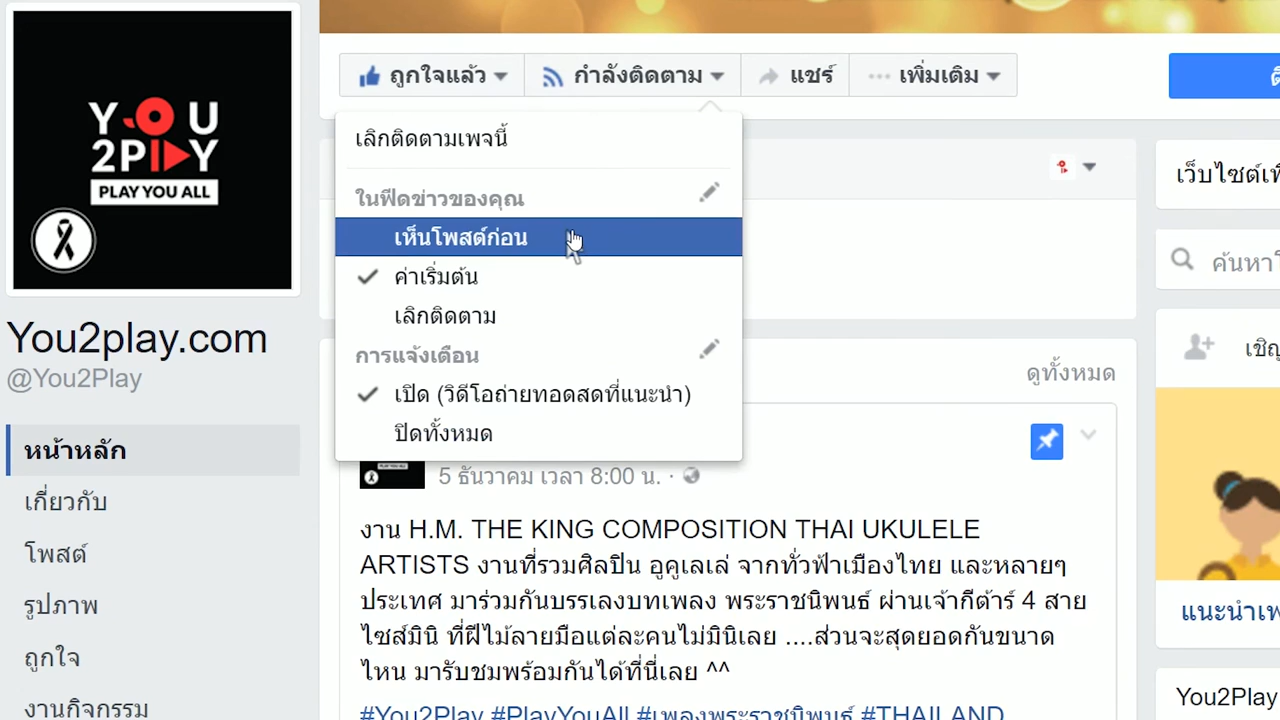 YOU
2PLAY
PLAY YOU ALL
You2play.com
@You2Play
หน้าหลัก
เกี่ยวกับ
โพสต์
รูปภาพ
ถูกใจ
งานกิจกรรม
ถูกใจแล้ว
กำลังติดตาม
แชร์
เพิ่มเติม
เลิกติดตามเพจนี้
ในฟีดข่าวของคุณ
เห็นโพสต์ก่อน
ค่าเริ่มต้น
เลิกติดตาม
การแจ้งเตือน
เปิด (วิดีโอถ่ายทอดสดที่แนะนำ)
ปิดทั้งหมด
ดูทั้งหมด
5 ธันวาคม เวลา 8:00 น. ·
งาน H.M. THE KING COMPOSITION THAI UKULELE
ARTISTS งานที่รวมศิลปิน อูคูเลเล่ จากทั่วฟ้าเมืองไทย และหลายๆ
ประเทศ มาร่วมกันบรรเลงบทเพลง พระราชนิพนธ์ ผ่านเจ้ากีต้าร์ 4 สาย
ไซส์มินิ ที่ฝีไม้ลายมือแต่ละคนไม่มินิเลย ....ส่วนจะสุดยอดกันขนาด
ไหน มารับชมพร้อมกันได้ที่นี่เลย ^^
#You2Play #PlayYouAll #เพลงพระราชนิพนธ์ #THAILAND
เว็บไซต์เพื
ค้นหาโ
เชิญ
แนะนำเพ
You2Play